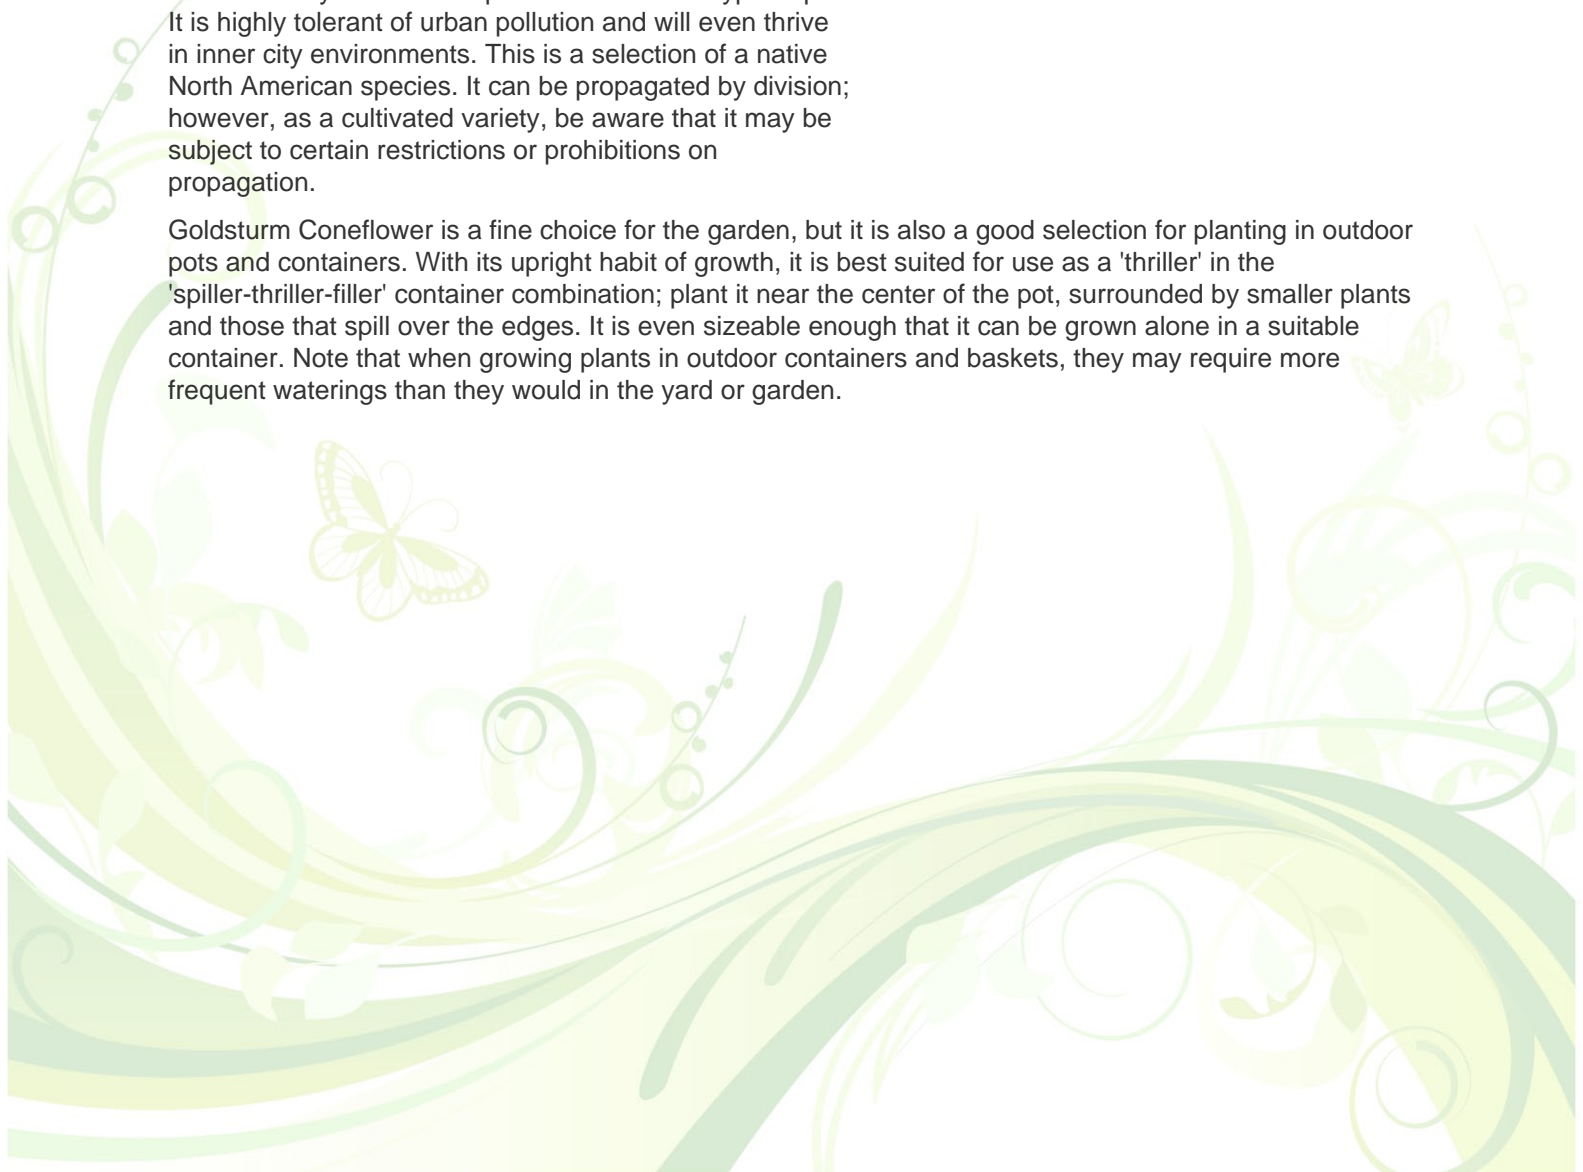 It is highly tolerant of urban pollution and will even thrive
in inner city environments. This is a selection of a native
North American species. It can be propagated by division;
however, as a cultivated variety, be aware that it may be
subject to certain restrictions or prohibitions on
propagation.
Goldsturm Coneflower is a fine choice for the garden, but it is also a good selection for planting in outdoor
pots and containers. With its upright habit of growth, it is best suited for use as a 'thriller' in the
'spiller-thriller-filler' container combination; plant it near the center of the pot, surrounded by smaller plants
and those that spill over the edges. It is even sizeable enough that it can be grown alone in a suitable
container. Note that when growing plants in outdoor containers and baskets, they may require more
frequent waterings than they would in the yard or garden.